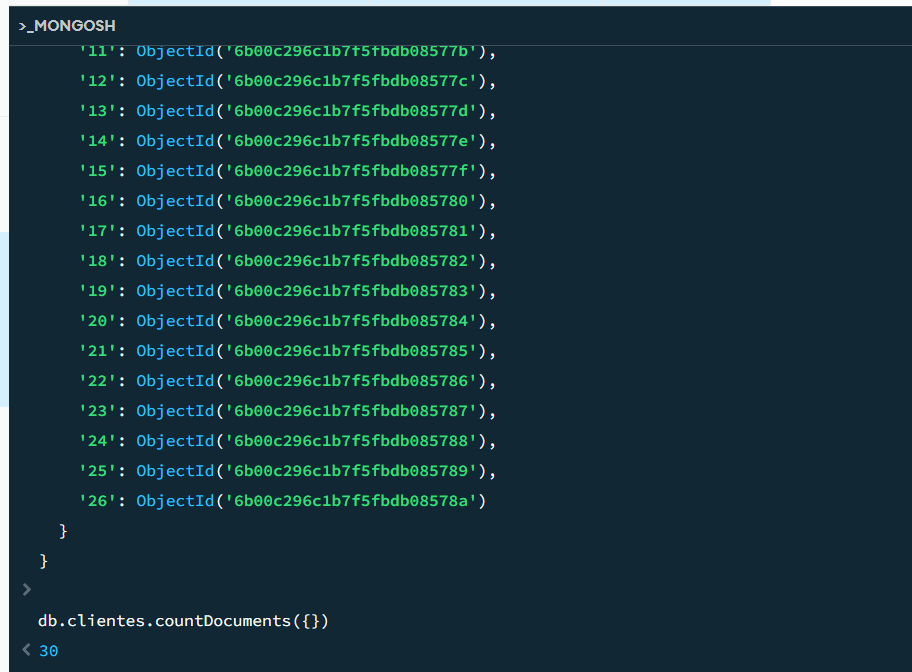 >_MONGOSH
'11': ObjectId('6b00c296c1b7f5fbdb08577b'),
'12': ObjectId('6b00c296c1b7f5fbdb08577c'),
'13': ObjectId('6b00c296c1b7f5fbdb08577d'),
'14': ObjectId('6b00c296c1b7f5fbdb08577e'),
'15': ObjectId('6b00c296c1b7f5fbdb08577f'),
'16': ObjectId('6b00c296c1b7f5fbdb085780'),
'17': ObjectId('6b00c296c1b7f5fbdb085781'),
'18': ObjectId('6b00c296c1b7f5fbdb085782'),
'19': ObjectId('6b00c296c1b7f5fbdb085783'),
'20': ObjectId('6b00c296c1b7f5fbdb085784'),
'21': ObjectId('6b00c296c1b7f5fbdb085785'),
'22': ObjectId('6b00c296c1b7f5fbdb085786'),
'23': ObjectId('6b00c296c1b7f5fbdb085787'),
'24': ObjectId('6b00c296c1b7f5fbdb085788'),
'25': ObjectId('6b00c296c1b7f5fbdb085789'),
'26': ObjectId('6b00c296c1b7f5fbdb08578a')
}
}
>
db.clientes.countDocuments({})
< 30